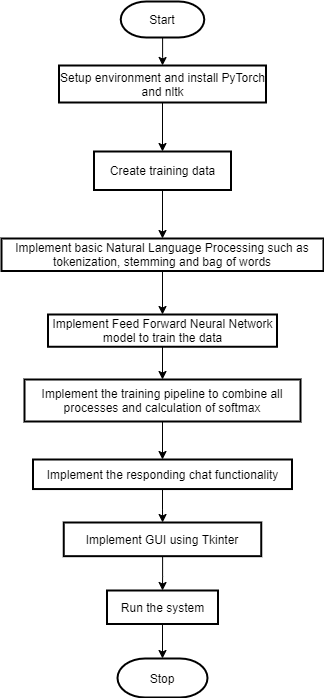 Start
Setup environment and install PyTorch
and nltk
Create training data
Implement basic Natural Language Processing such as
tokenization, stemming and bag of words
Implement Feed Forward Neural Network
model to train the data
Implement the training pipeline to combine all
processes and calculation of softmax
Implement the responding chat functionality
Implement GUI using Tkinter
Run the system
Stop